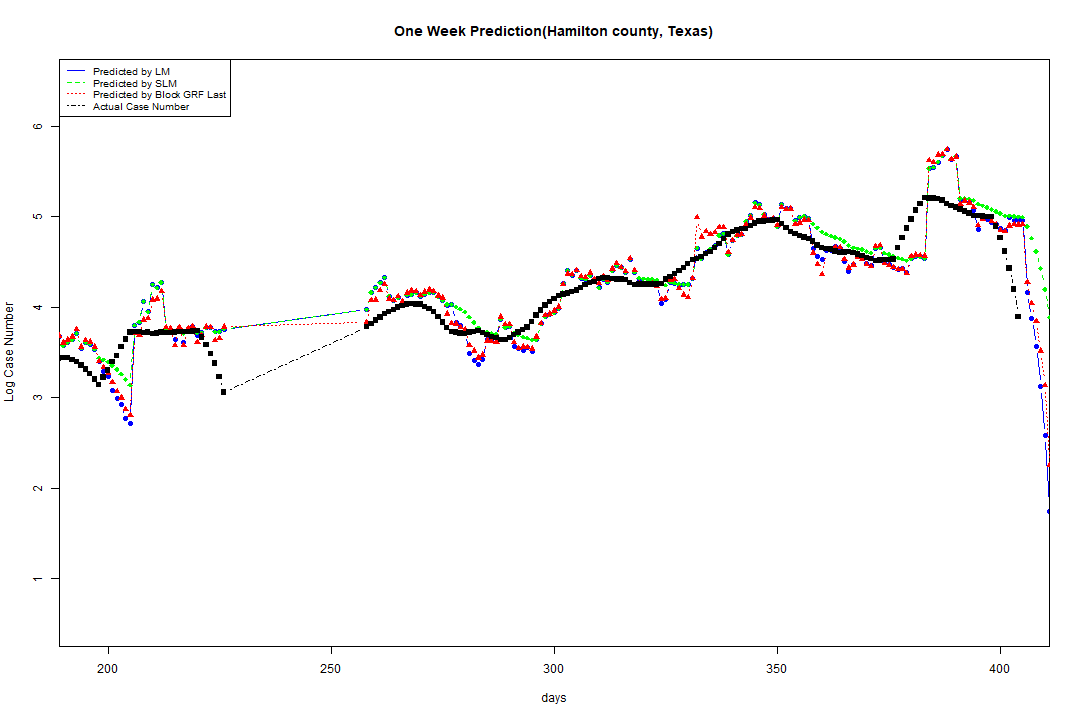 One Week Prediction(Hamilton county, Texas)
Predicted by LM
Predicted by SLM
Predicted by Block GRF Last
Actual Case Number
Log Case Number
6
5
4
3
2
1
200 250 300 350 400
days